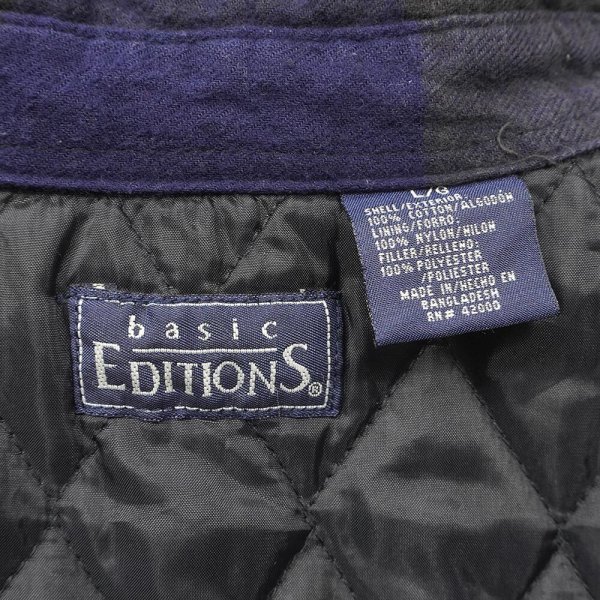 basic
EDITIONS®
L/G
SHELL/EXTERIOR
100% COTTON/ALGODÓN
LINING/FORRO:
100% NYLON/NILON
FILLER/RELLENO:
100% POLYESTER
/POLIESTER
MADE IN/HECHO EN
BANGLADESH
RN# 42000